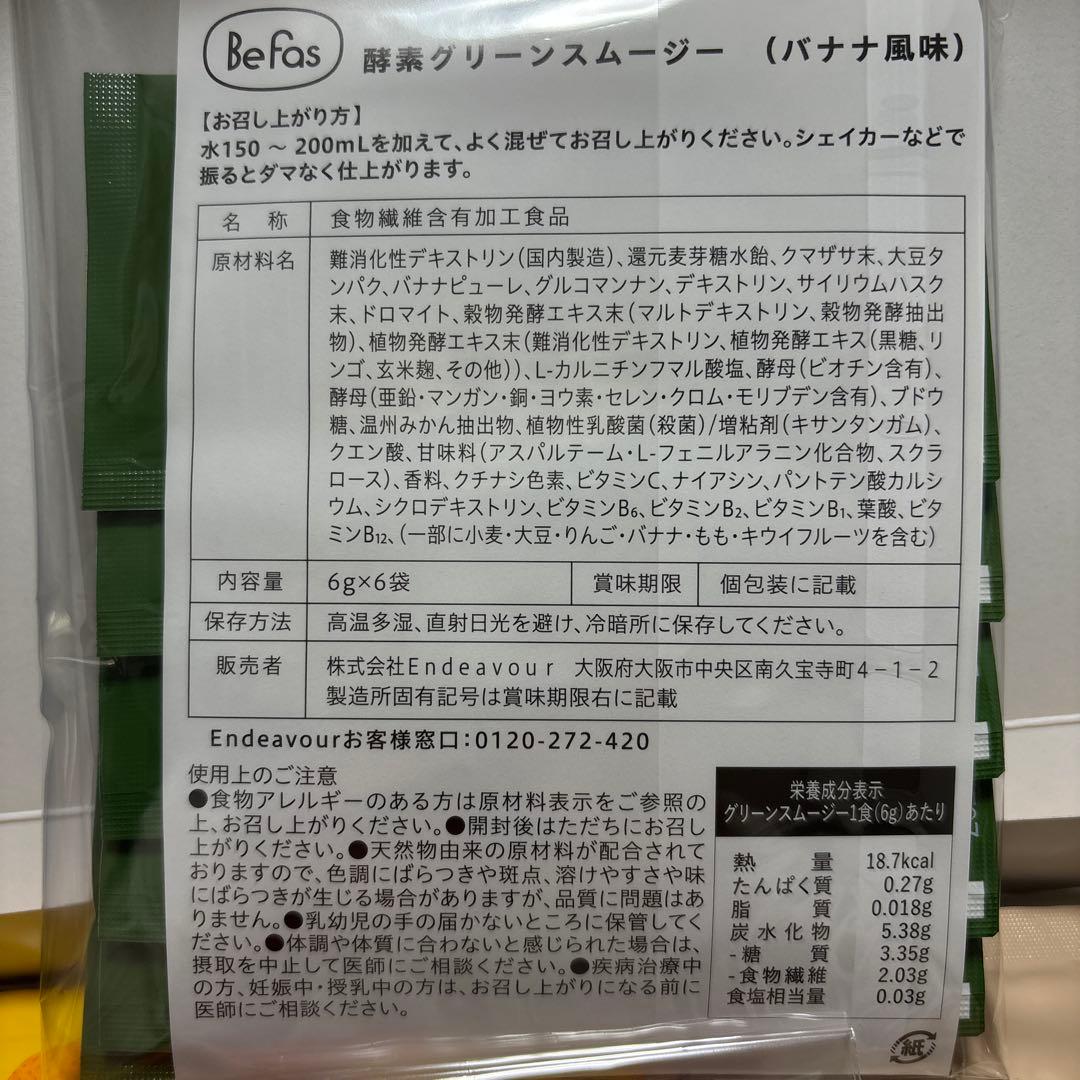 BeFas 酵素グリーンスムージー （バナナ風味）
【お召し上がり方】
水150 ～ 200mLを加えて、よく混ぜてお召し上がりください。シェイカーなどで
振るとダマなく仕上がります。
名 称 食物繊維含有加工食品
原材料名 難消化性デキストリン（国内製造）、還元麦芽糖水飴、クマザサ末、大豆タ
ンパク、バナナピューレ、グルコマンナン、デキストリン、サイリウムハスク
末、ドロマイト、穀物発酵エキス末（マルトデキストリン、穀物発酵抽出
物）、植物発酵エキス末（難消化性デキストリン、植物発酵エキス（黒糖、リ
ンゴ、玄米麹、その他））、L-カルニチンフマル酸塩、酵母（ビオチン含有）、
酵母（亜鉛・マンガン・銅・ヨウ素・セレン・クロム・モリブデン含有）、ブドウ
糖、温州みかん抽出物、植物性乳酸菌（殺菌）/増粘剤（キサンタンガム）、
クエン酸、甘味料（アスパルテーム・L-フェニルアラニン化合物、スクラ
ロース）、香料、クチナシ色素、ビタミンC、ナイアシン、パントテン酸カルシ
ウム、シクロデキストリン、ビタミンB₆、ビタミンB₂、ビタミンB₁、葉酸、ビタ
ミンB₁₂、（一部に小麦・大豆・りんご・バナナ・もも・キウイフルーツを含む）
内容量 6g×6袋 賞味期限 個包装に記載
保存方法 高温多湿、直射日光を避け、冷暗所に保存してください。
販売者 株式会社Endeavour 大阪府大阪市中央区南久宝寺町4－1－2
製造所固有記号は賞味期限右に記載
Endeavourお客様窓口：0120-272-420
使用上のご注意
●食物アレルギーのある方は原材料表示をご参照の
上、お召し上がりください。●開封後はただちにお召し
上がりください。●天然物由来の原材料が配合されて
おりますので、色調にばらつきや斑点、溶けやすさや味
にばらつきが生じる場合がありますが、品質に問題はあ
りません。●乳幼児の手の届かないところに保管してく
ださい。●体調や体質に合わないと感じられた場合は、
摂取を中止して医師にご相談ください。●疾病治療中
の方、妊娠中・授乳中の方は、お召し上がりになる前に
医師にご相談ください。
栄養成分表示
グリーンスムージー1食(6g)あたり
熱 量 18.7kcal
たんぱく質 0.27g
脂 質 0.018g
炭水化物 5.38g
-糖 質 3.35g
-食物繊維 2.03g
食塩相当量 0.03g
紙